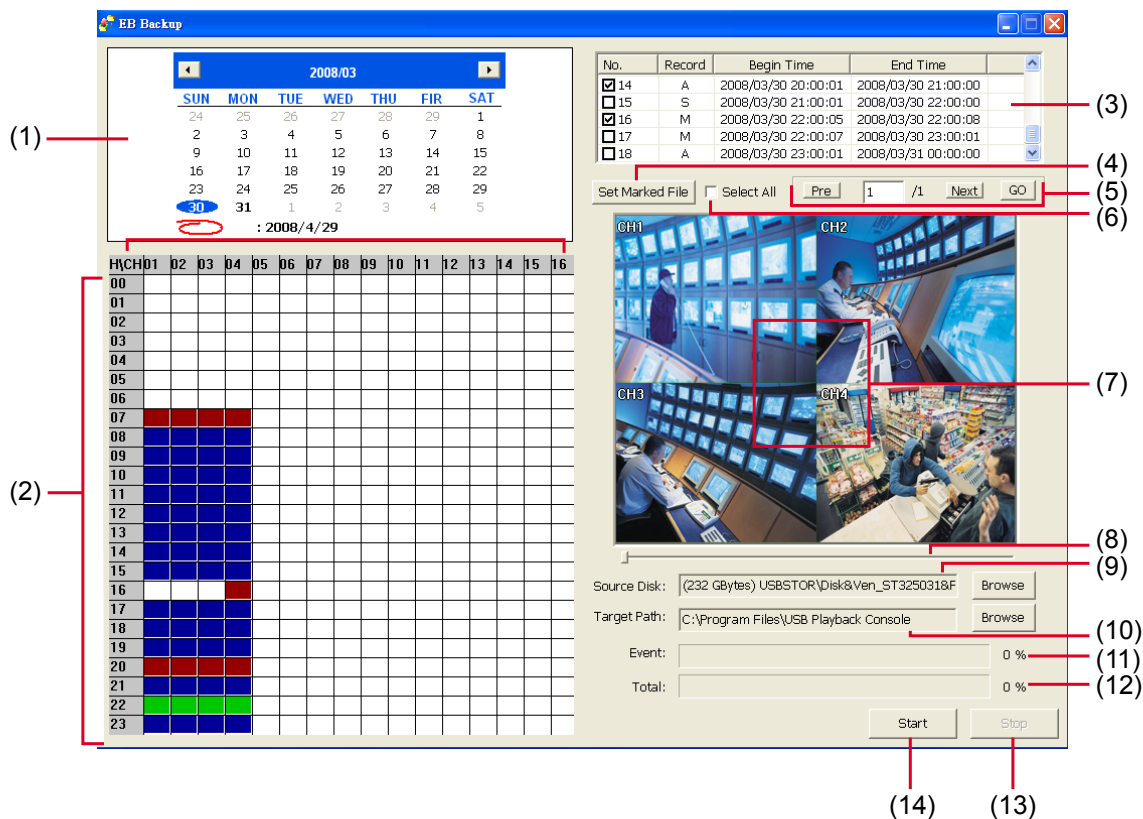 EB Backup
2008/03
SUN MON TUE WED THU FIR SAT
24 25 26 27 28 29 1
2 3 4 5 6 7 8
9 10 11 12 13 14 15
16 17 18 19 20 21 22
23 24 25 26 27 28 29
30 31 1 2 3 4 5
: 2008/4/29
(1)
H\CH 01 02 03 04 05 06 07 08 09 10 11 12 13 14 15 16
00
01
02
03
04
05
06
07
08
09
10
11
12
13
14
15
16
17
18
19
20
21
22
23
(2)
No. Record Begin Time End Time
14 A 2008/03/30 20:00:01 2008/03/30 21:00:00
15 S 2008/03/30 21:00:01 2008/03/30 22:00:00
16 M 2008/03/30 22:00:05 2008/03/30 22:00:08
17 M 2008/03/30 22:00:07 2008/03/30 23:00:01
18 A 2008/03/30 23:00:01 2008/03/31 00:00:00
(3)
(4)
Set Marked File Select All Pre 1 /1 Next GO
(5)
(6)
CH1 CH2
(7)
CH3 CH4
(8)
(9)
Source Disk: (232 GBytes) USBSTOR\Disk&Ven_ST325031&F Browse
Target Path: C:\Program Files\USB Playback Console Browse
(10)
Event: 0 %
(11)
Total: 0 %
(12)
Start Stop
(14) (13)